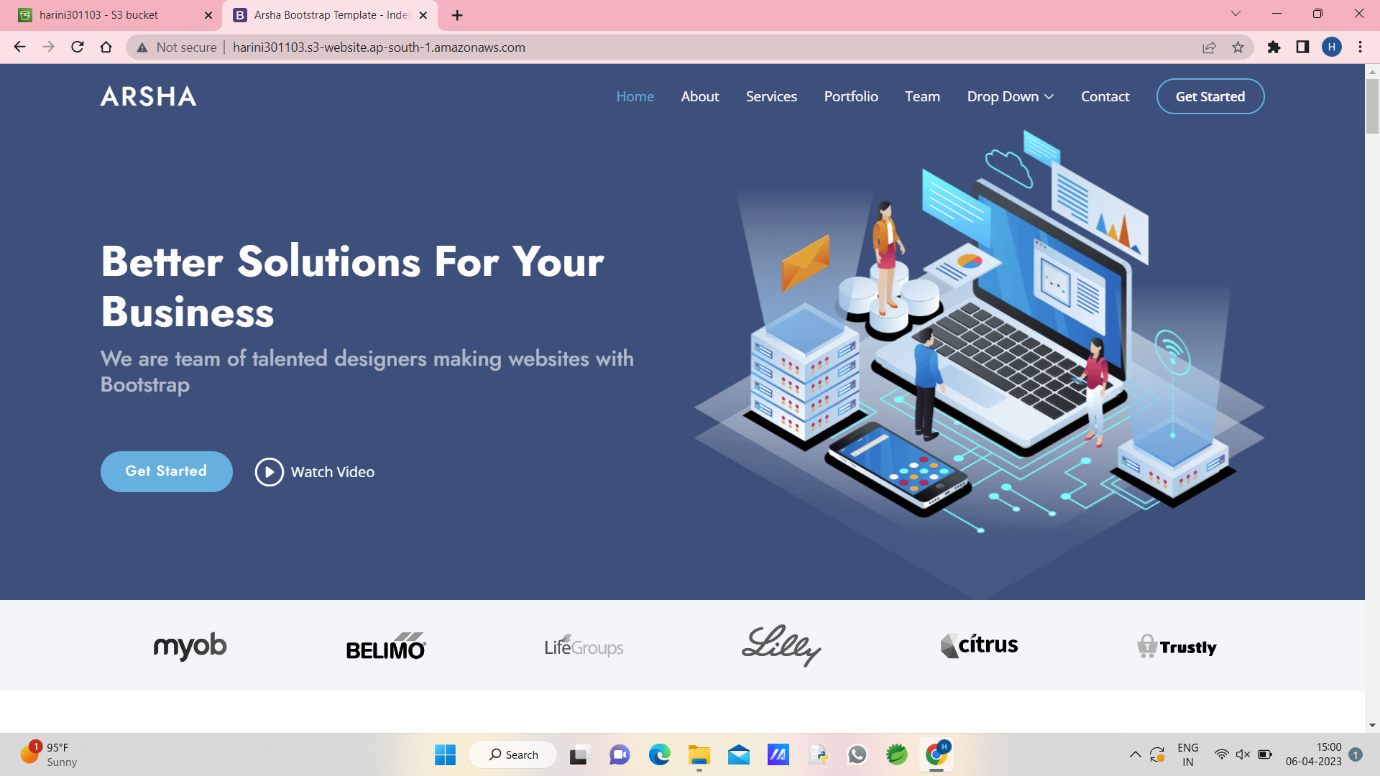 harini301103 - S3 bucket
Arsha Bootstrap Template - Index
Not secure | harini301103.s3-website.ap-south-1.amazonaws.com
H
ARSHA
Home
About
Services
Portfolio
Team
Drop Down
Contact
Get Started
Better Solutions For Your
Business
We are team of talented designers making websites with
Bootstrap
Get Started
Watch Video
myob
BELIMO
LifeGroups
Lilly
citrus
Trustly
1
95°F
Sunny
Search
H
ENG
IN
15:00
06-04-2023
1